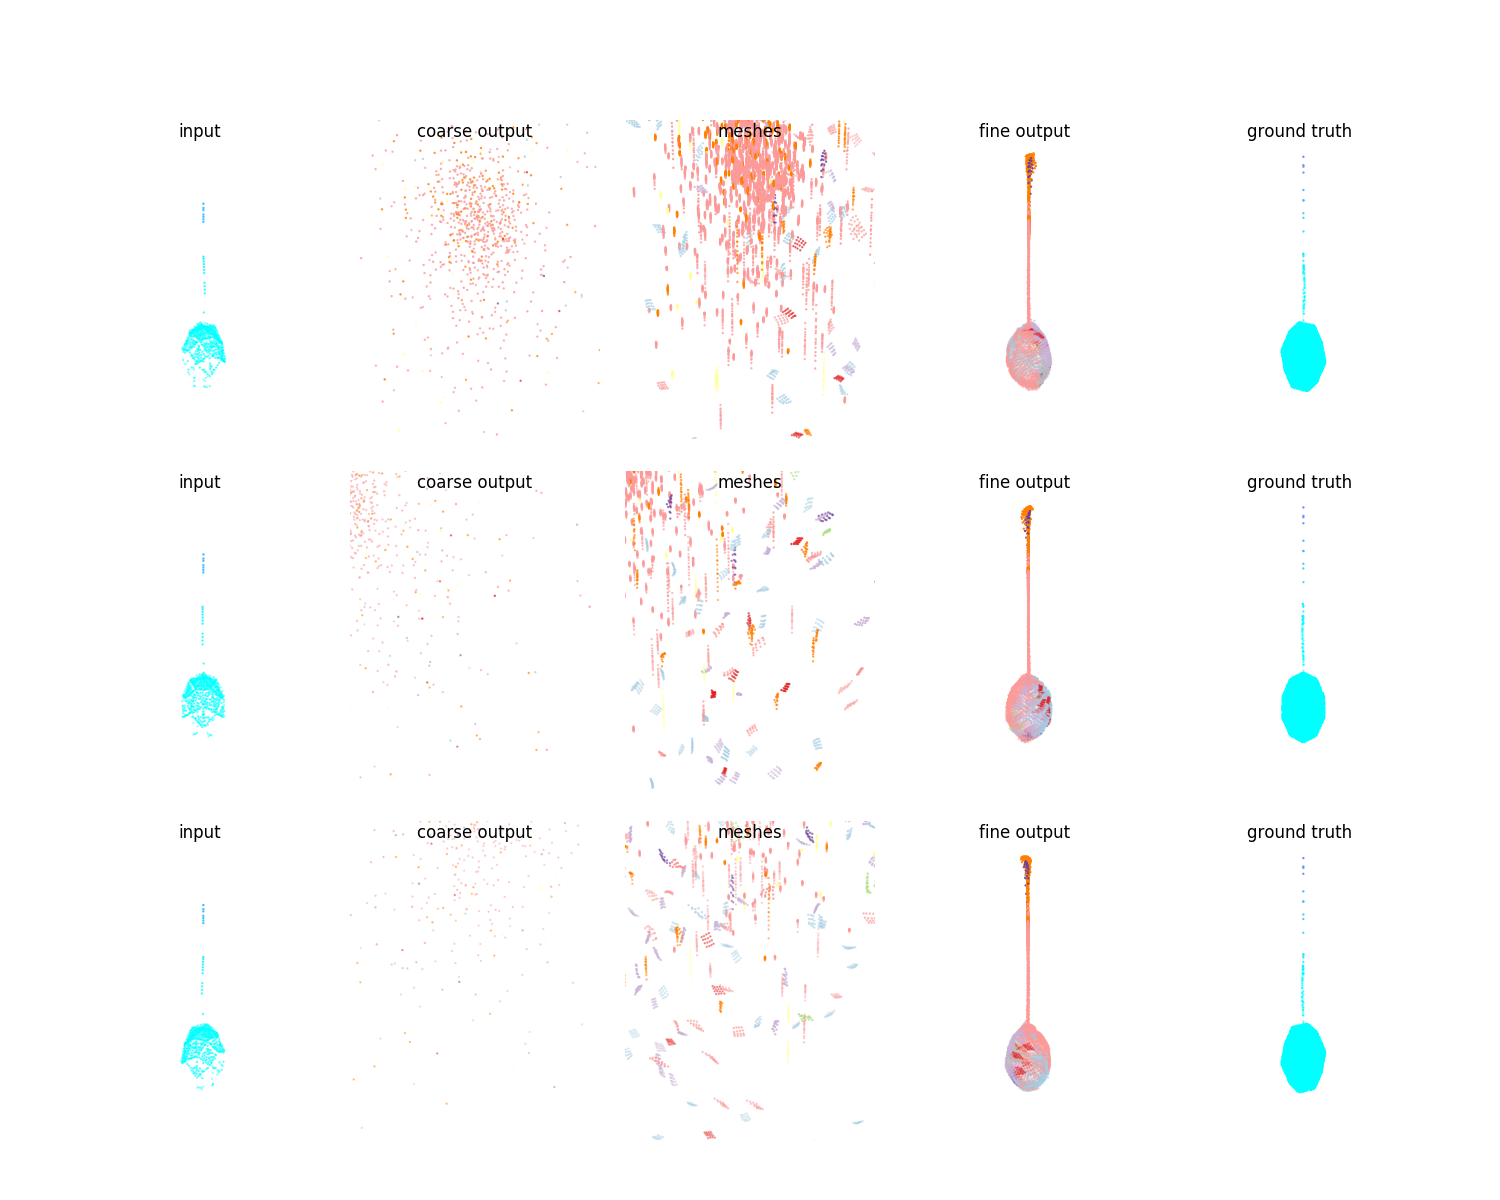 input
coarse output
meshes
fine output
ground truth
input
coarse output
meshes
fine output
ground truth
input
coarse output
meshes
fine output
ground truth